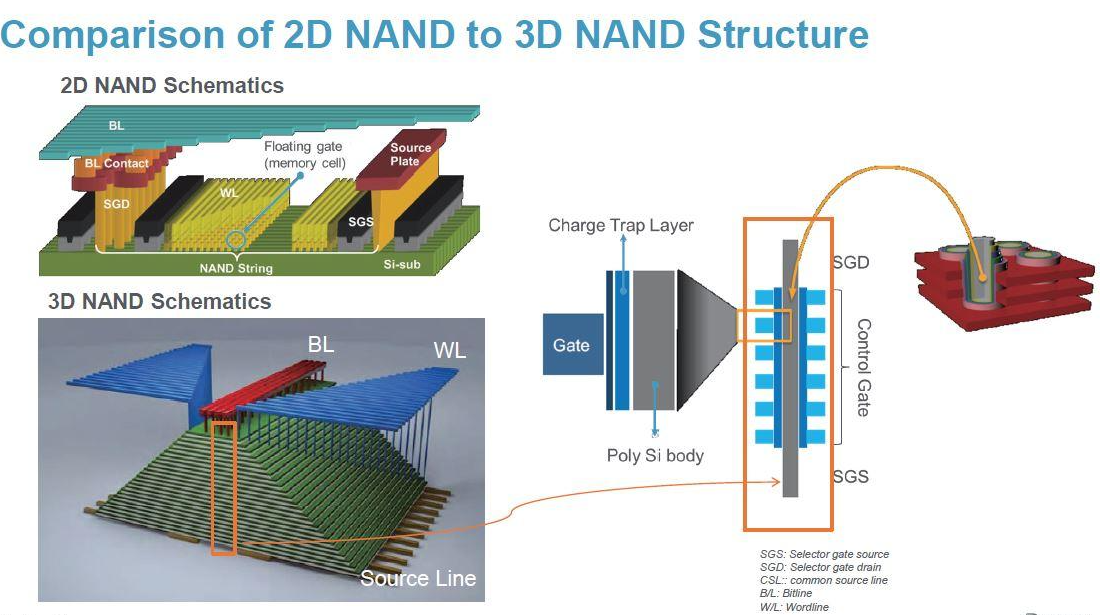 Comparison of 2D NAND to 3D NAND Structure
2D NAND Schematics
BL
BL Contact
SGD
WL
Floating gate
(memory cell)
Source
Plate
SGS
NAND String
Si-sub
3D NAND Schematics
BL
WL
Source Line
Charge Trap Layer
Gate
Poly Si body
SGD
Control Gate
SGS
SGS: Selector gate source
SGD: Selector gate drain
CSL:: common source line
B/L: Bitline
W/L: Wordline